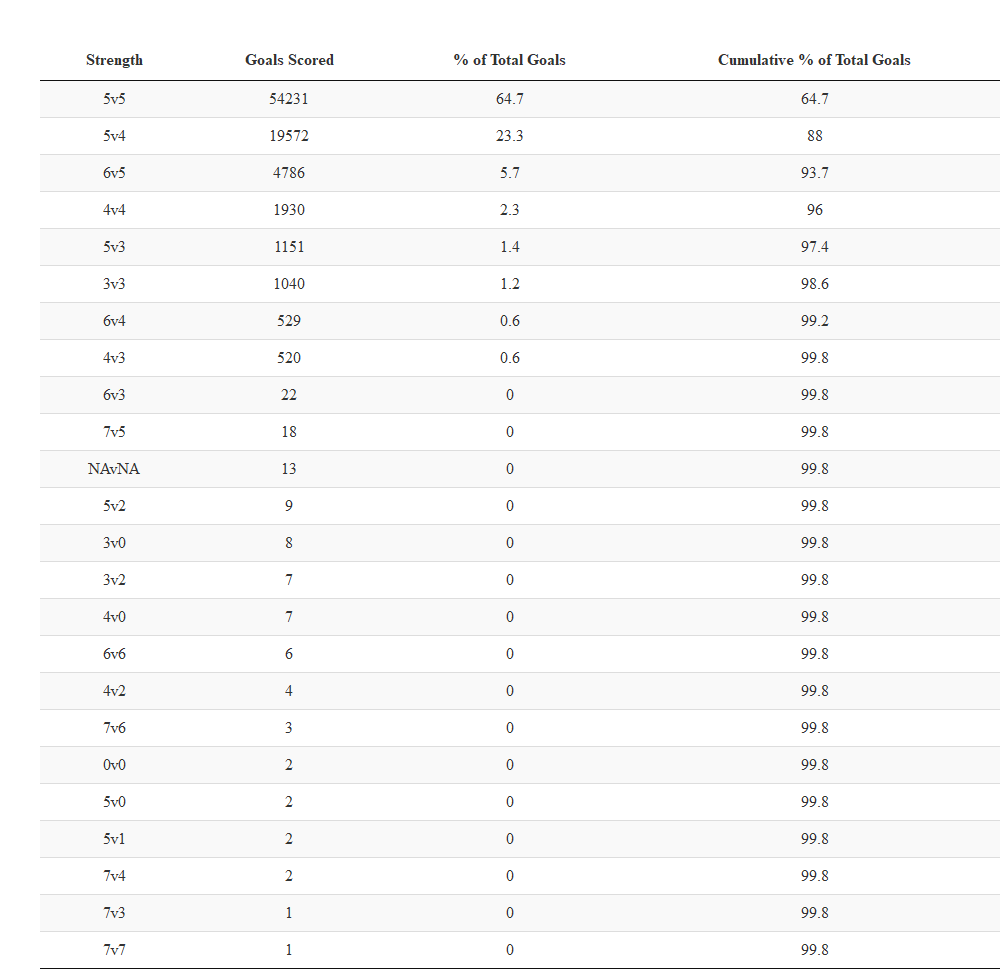 Strength Goals Scored % of Total Goals Cumulative % of Total Goals
5v5 54231 64.7 64.7
5v4 19572 23.3 88
6v5 4786 5.7 93.7
4v4 1930 2.3 96
5v3 1151 1.4 97.4
3v3 1040 1.2 98.6
6v4 529 0.6 99.2
4v3 520 0.6 99.8
6v3 22 0 99.8
7v5 18 0 99.8
NAvNA 13 0 99.8
5v2 9 0 99.8
3v0 8 0 99.8
3v2 7 0 99.8
4v0 7 0 99.8
6v6 6 0 99.8
4v2 4 0 99.8
7v6 3 0 99.8
0v0 2 0 99.8
5v0 2 0 99.8
5v1 2 0 99.8
7v4 2 0 99.8
7v3 1 0 99.8
7v7 1 0 99.8